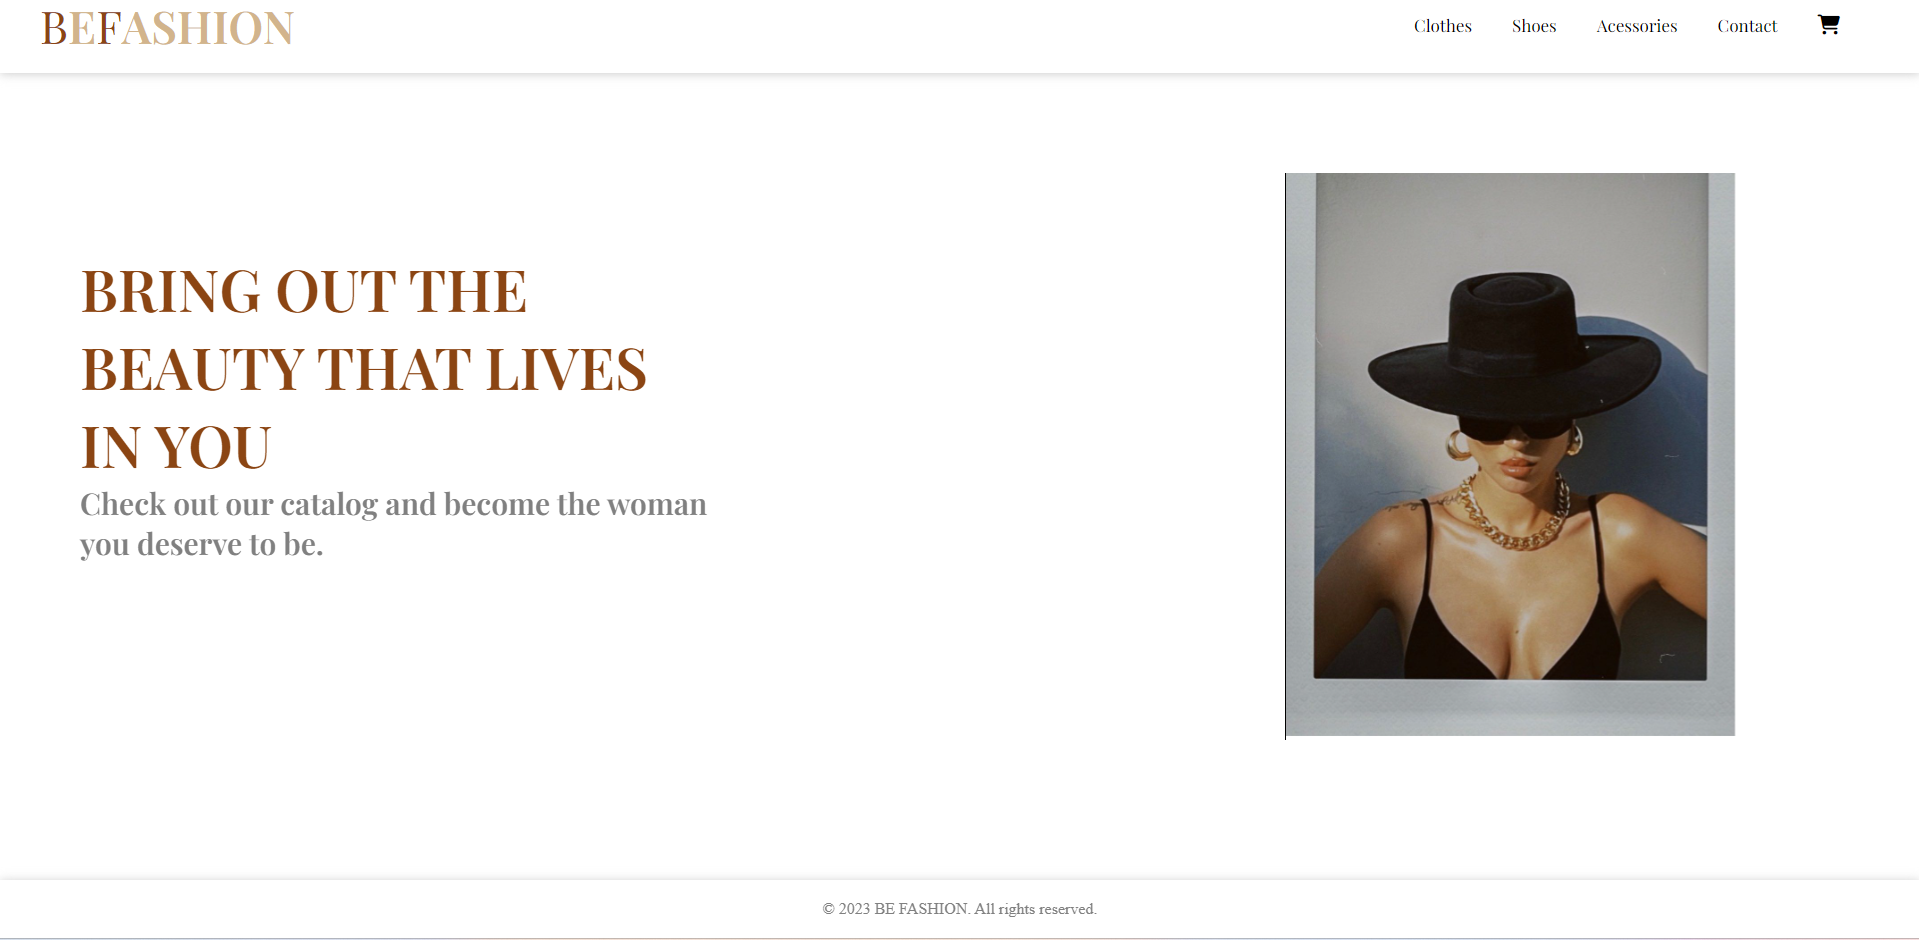 BEFASHION
Clothes Shoes Acessories Contact
BRING OUT THE
BEAUTY THAT LIVES
IN YOU
Check out our catalog and become the woman
you deserve to be.
© 2023 BE FASHION. All rights reserved.